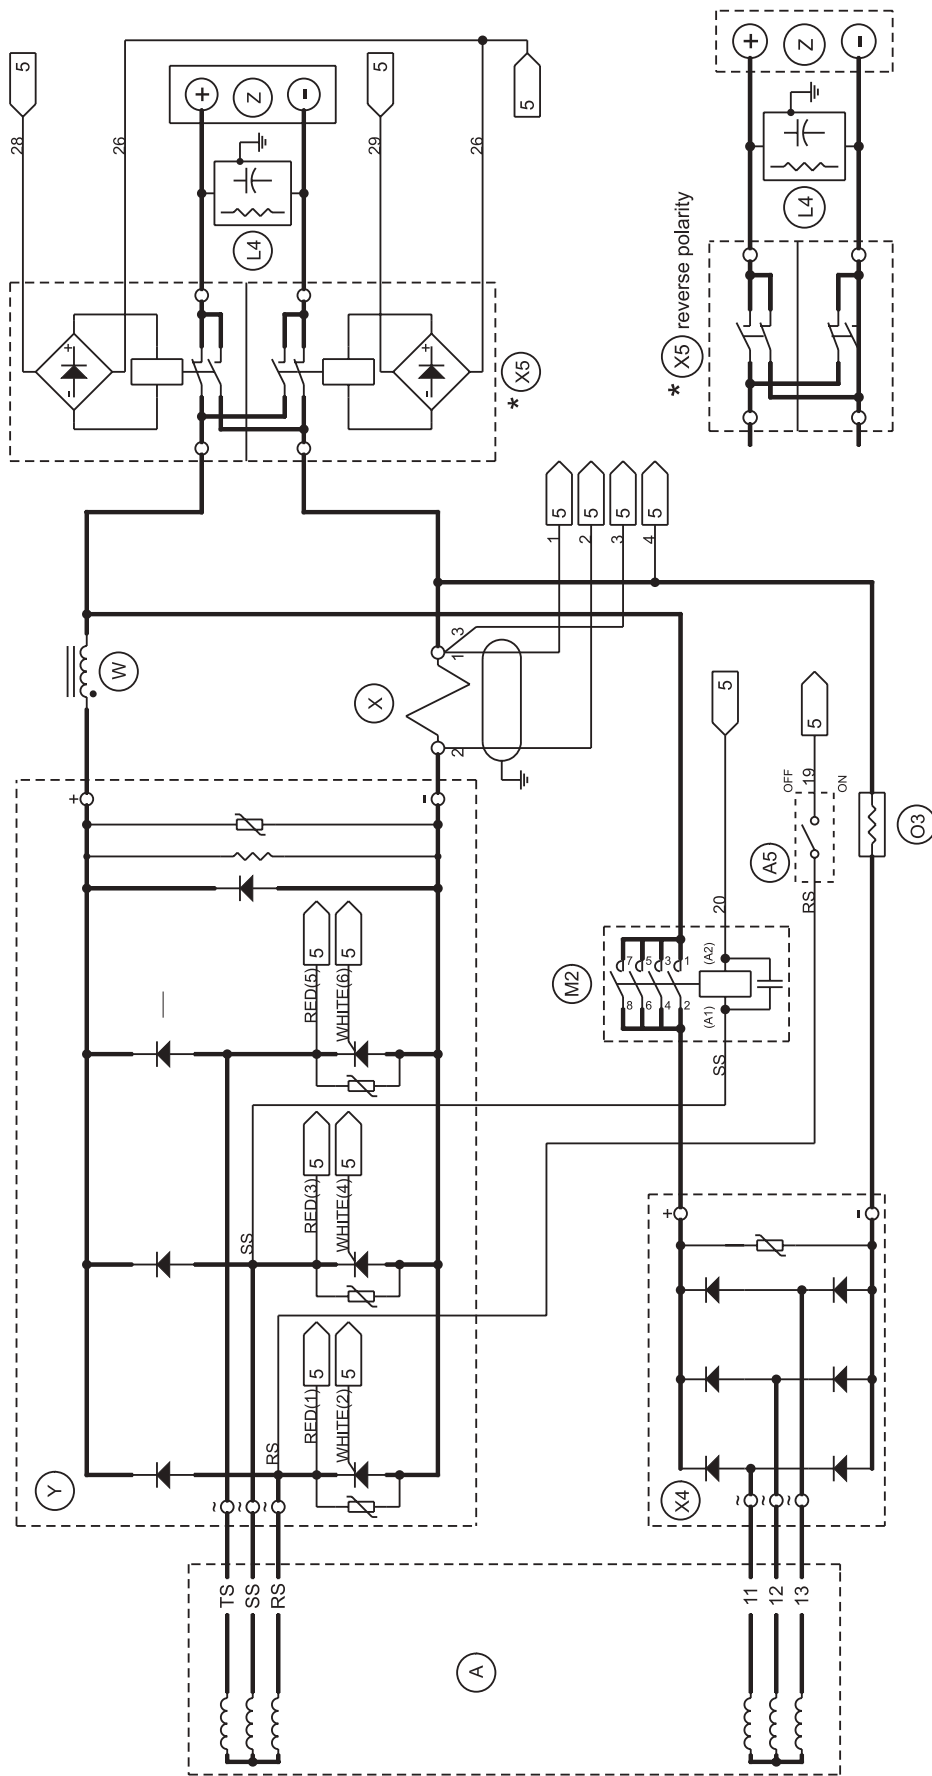 5
28
26
+
Z
-
L4
5
29
26
5
+
Z
-
L4
X5 reverse polarity
*
+
-
+
-
X5
*
1
5
2
5
3
5
4
5
W
X
3
1
2
5
OFF
19
5
ON
A5
RS
O3
20
M2
7
5
3
1
(A2)
8
6
4
2
(A1)
SS
+
-
RED(5)
5
WHITE(6)
5
SS
RED(3)
5
WHITE(4)
5
RS
RED(1)
5
WHITE(2)
5
Y
~
~
~
+
-
X4
~
~
~
TS
SS
RS
11
12
13
A